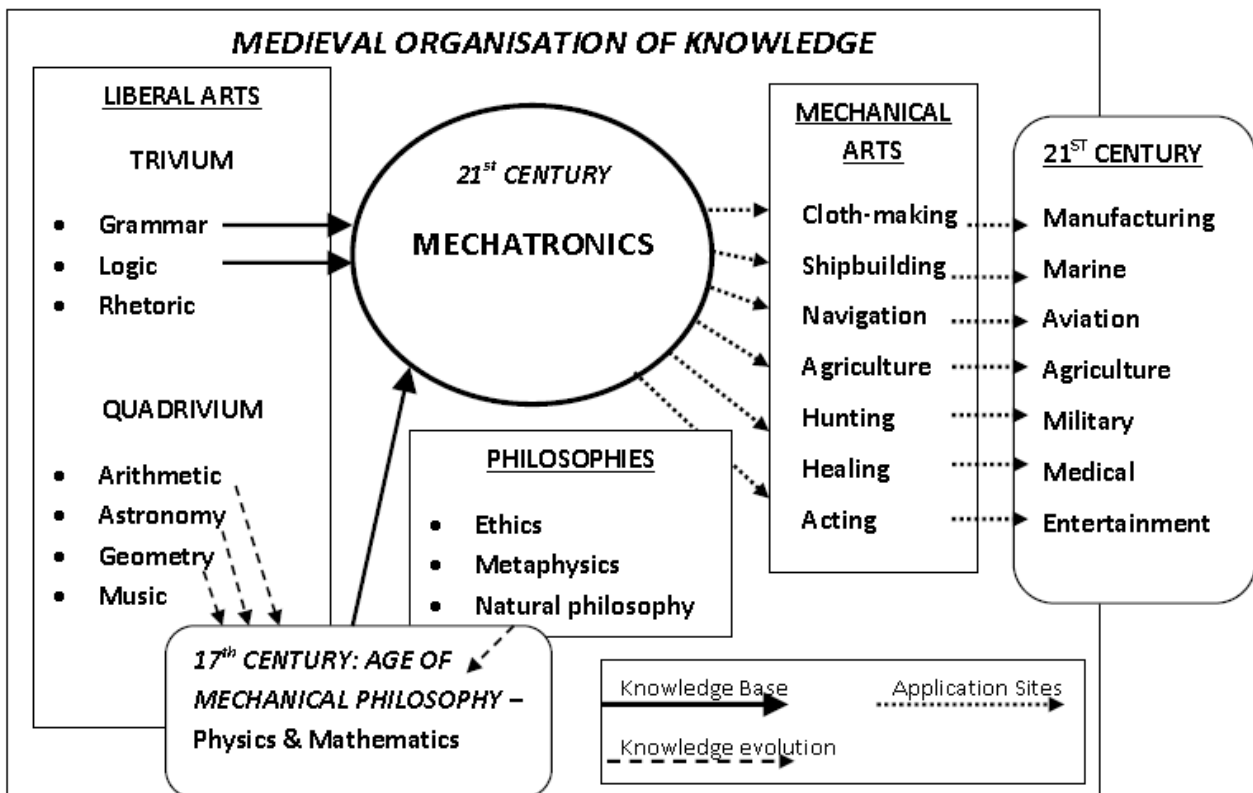 MEDIEVAL ORGANISATION OF KNOWLEDGE
LIBERAL ARTS
TRIVIUM
• Grammar
• Logic
• Rhetoric
QUADRIVIUM
• Arithmetic
• Astronomy
• Geometry
• Music
21st CENTURY
MECHATRONICS
PHILOSOPHIES
• Ethics
• Metaphysics
• Natural philosophy
17th CENTURY: AGE OF
MECHANICAL PHILOSOPHY –
Physics & Mathematics
MECHANICAL
ARTS
Cloth-making
Shipbuilding
Navigation
Agriculture
Hunting
Healing
Acting
21ST CENTURY
Manufacturing
Marine
Aviation
Agriculture
Military
Medical
Entertainment
Knowledge Base
Application Sites
Knowledge evolution